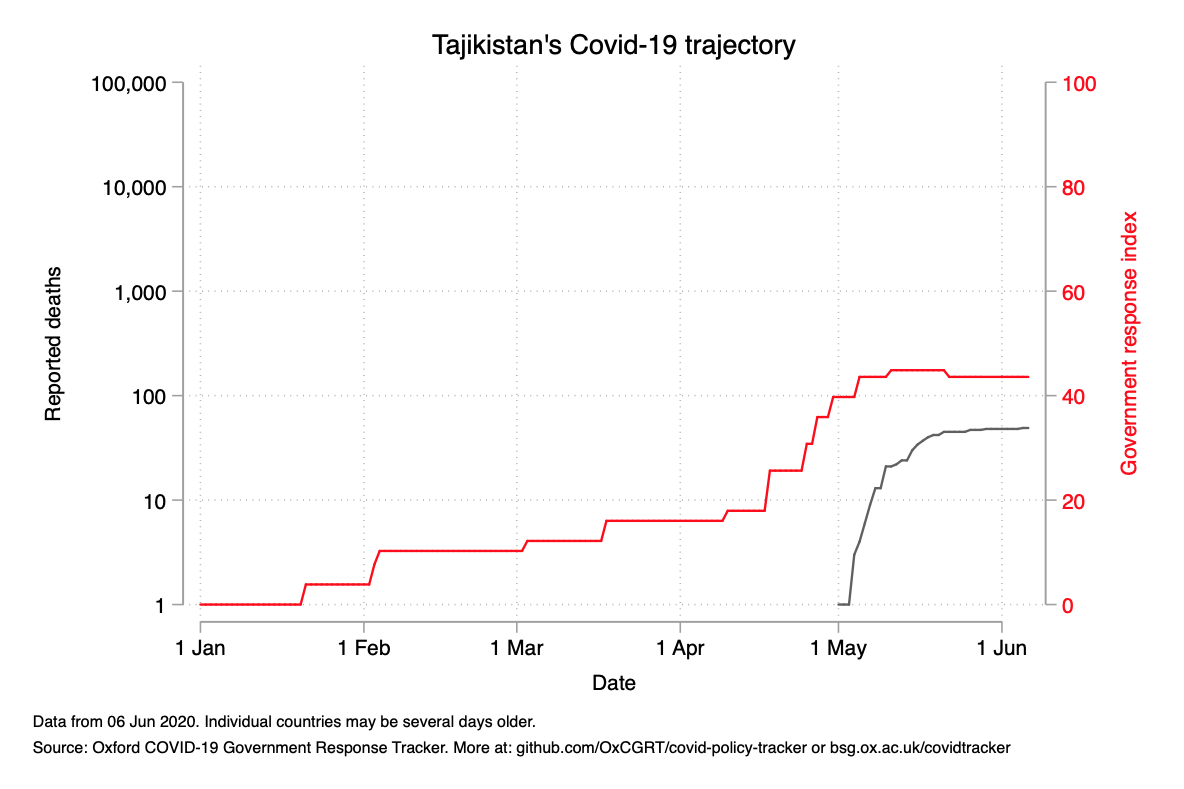 Tajikistan's Covid-19 trajectory
100,000
10,000
1,000
100
10
1
Reported deaths
100
80
60
40
20
0
Government response index
1 Jan
1 Feb
1 Mar
1 Apr
1 May
1 Jun
Date
Data from 06 Jun 2020. Individual countries may be several days older.
Source: Oxford COVID-19 Government Response Tracker. More at: github.com/OxCGRT/covid-policy-tracker or bsg.ox.ac.uk/covidtracker